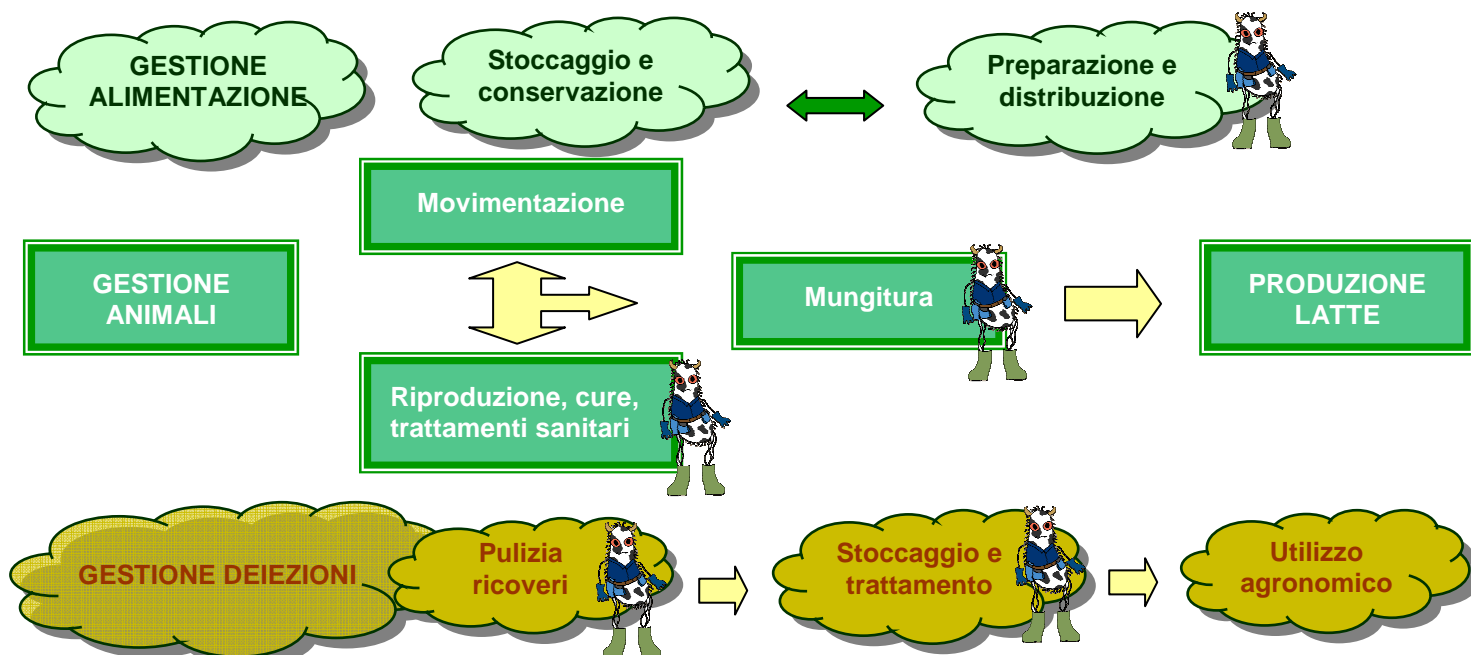 GESTIONE
ALIMENTAZIONE
Stoccaggio e
conservazione
Preparazione e
distribuzione
Movimentazione
GESTIONE
ANIMALI
Mungitura
PRODUZIONE
LATTE
Riproduzione, cure,
trattamenti sanitari
GESTIONE DEIEZIONI
Pulizia
ricoveri
Stoccaggio e
trattamento
Utilizzo
agronomico